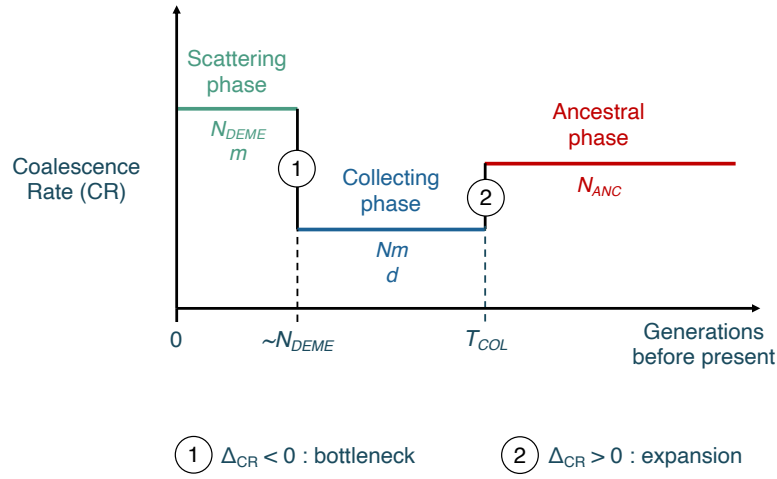 Scattering
phase
N_DEME
m
Coalescence
Rate (CR)
1
Collecting
phase
Nm
d
2
Ancestral
phase
N_ANC
0
~N_DEME
T_COL
Generations
before present
1 Δ_CR < 0 : bottleneck
2 Δ_CR > 0 : expansion